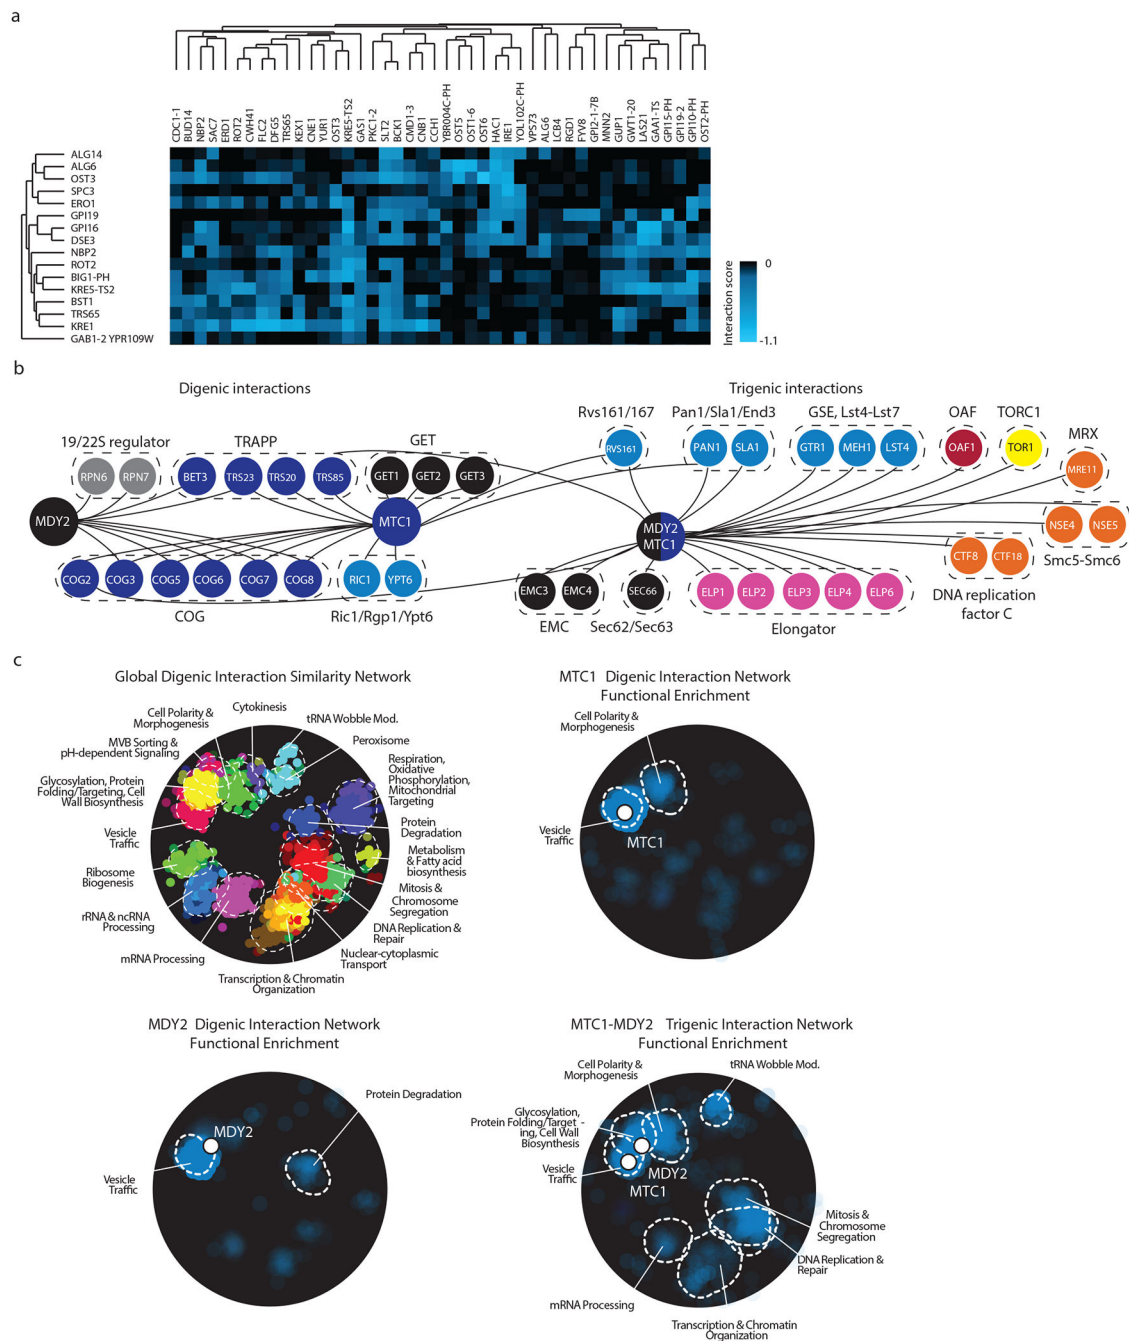 a
CDC1-1
BUD14
NBP2
SAC7
ERD1
ROT2
CWH41
FLC2
DFG5
TRS65
KEX1
CNE1
YUR1
OST3
KRE5-TS2
GAS1
PKC1-2
SLT2
BCK1
CMD1-3
CNB1
CCH1
YBR004C-PH
OST5
OST1-6
OST6
HAC1
IRE1
YOL102C-PH
VPS73
ALG6
LCB4
RGD1
FYV8
GPI2-1-7B
MNN2
GUP1
GWT1-20
LAS21
GAA1-TS
GPI15-PH
GPI19-2
GPI10-PH
OST2-PH
ALG14
ALG6
OST3
SPC3
ERO1
GPI19
GPI16
DSE3
NBP2
ROT2
BIG1-PH
KRE5-TS2
BST1
TRS65
KRE1
GAB1-2 YPR109W
Interaction score
0
-1.1
b
Digenic interactions
Trigenic interactions
19/22S regulator
TRAPP
GET
Rvs161/167
Pan1/Sla1/End3
GSE, Lst4-Lst7
OAF
TORC1
MRX
RPN6
RPN7
BET3
TRS23
TRS20
TRS85
GET1
GET2
GET3
RVS161
PAN1
SLA1
GTR1
MEH1
LST4
OAF1
TOR1
MRE11
MDY2
MTC1
MDY2
MTC1
NSE4
NSE5
Smc5-Smc6
CTF8
CTF18
DNA replication
factor C
COG2
COG3
COG5
COG6
COG7
COG8
RIC1
YPT6
EMC3
EMC4
SEC66
ELP1
ELP2
ELP3
ELP4
ELP6
COG
Ric1/Rgp1/Ypt6
EMC
Sec62/Sec63
Elongator
c
Global Digenic Interaction Similarity Network
Cytokinesis
Cell Polarity &
Morphogenesis
tRNA Wobble Mod.
MVB Sorting &
pH-dependent Signaling
Peroxisome
Glycosylation, Protein
Folding/Targeting, Cell
Wall Biosynthesis
Respiration,
Oxidative
Phosphorylation,
Mitochondrial
Targeting
Vesicle
Traffic
Protein
Degradation
Ribosome
Biogenesis
Metabolism
& Fatty acid
biosynthesis
rRNA & ncRNA
Processing
Mitosis &
Chromosome
Segregation
mRNA Processing
DNA Replication &
Repair
Nuclear-cytoplasmic
Transport
Transcription & Chromatin
Organization
MTC1 Digenic Interaction Network
Functional Enrichment
Cell Polarity &
Morphogenesis
Vesicle
Traffic
MTC1
MDY2 Digenic Interaction Network
Functional Enrichment
Protein Degradation
MDY2
Vesicle
Traffic
MTC1-MDY2 Trigenic Interaction Network
Functional Enrichment
Cell Polarity &
Morphogenesis
tRNA Wobble Mod.
Glycosylation,
Protein Folding/Target -
ing, Cell Wall
Biosynthesis
Vesicle
Traffic
MDY2
MTC1
Mitosis &
Chromosome
Segregation
DNA Replication &
Repair
mRNA Processing
Transcription & Chromatin
Organization